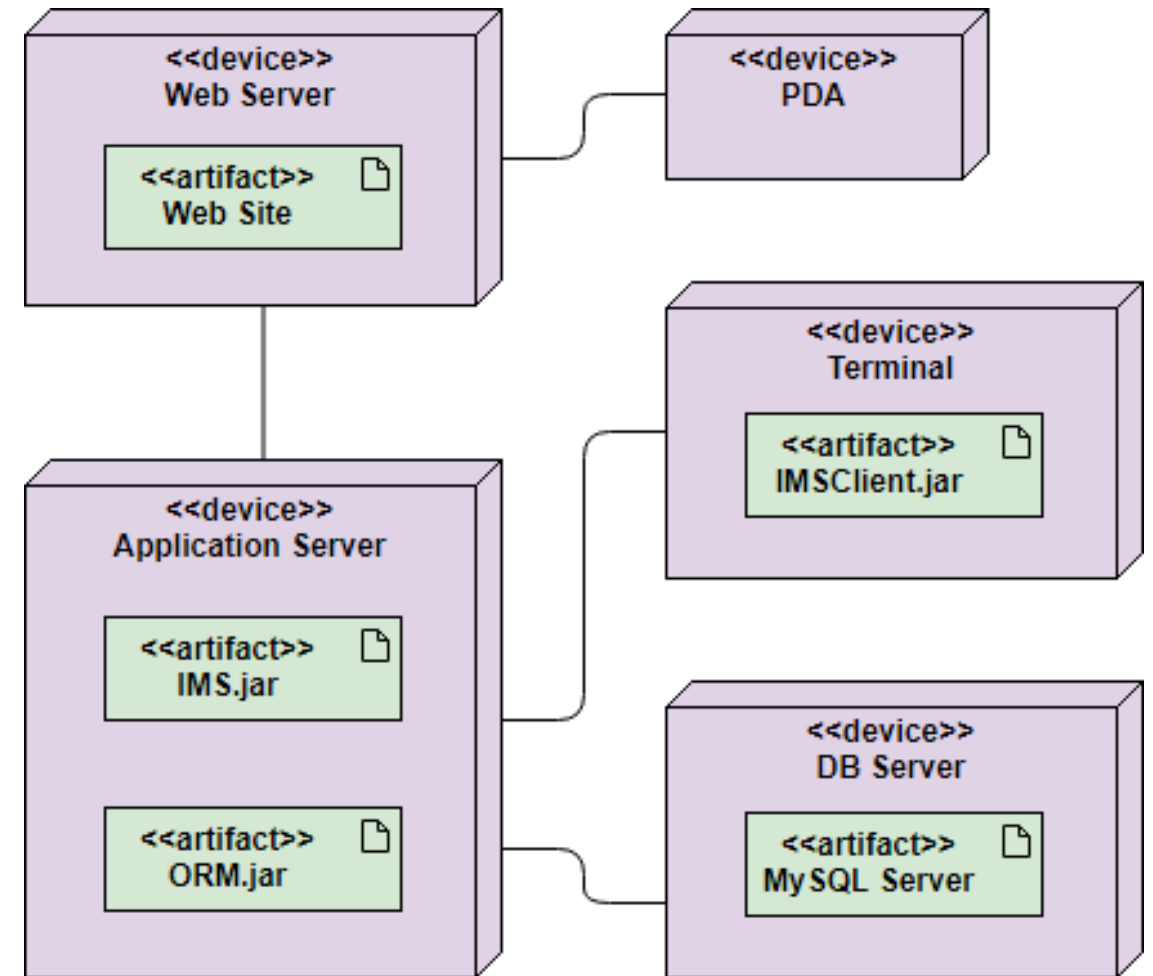 <<device>>
Web Server
<<artifact>>
Web Site
<<device>>
PDA
<<device>>
Terminal
<<artifact>>
IMSClient.jar
<<device>>
Application Server
<<artifact>>
IMS.jar
<<artifact>>
ORM.jar
<<device>>
DB Server
<<artifact>>
MySQL Server